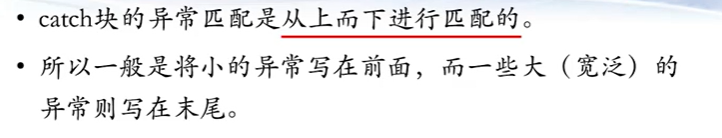 • catch块的异常匹配是从上而下进行匹配的。
• 所以一般是将小的异常写在前面，而一些大（宽泛）的
异常则写在末尾。